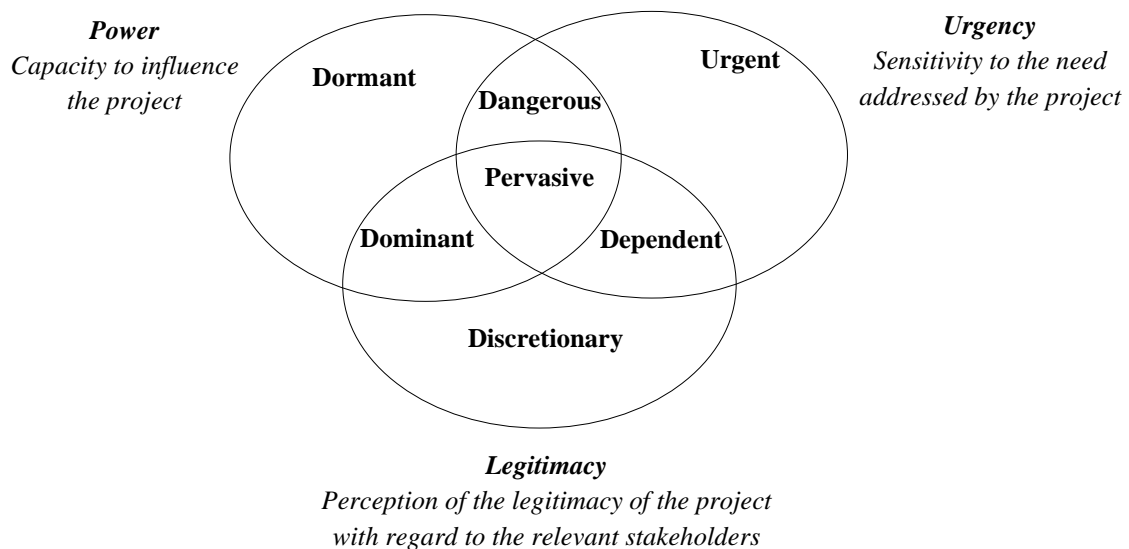 Power
Capacity to influence
the project
Urgency
Sensitivity to the need
addressed by the project
Dormant
Urgent
Dangerous
Pervasive
Dominant
Dependent
Discretionary
Legitimacy
Perception of the legitimacy of the project
with regard to the relevant stakeholders